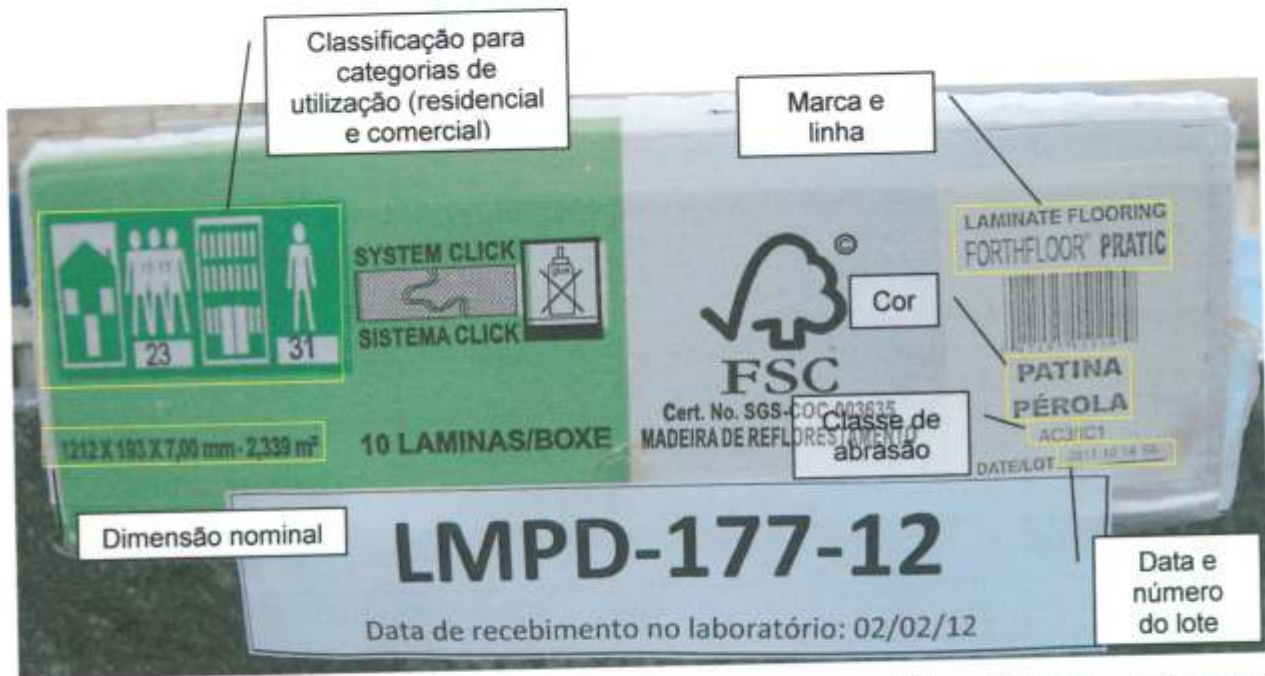 Classificação para
categorias de
utilização (residencial
e comercial)
Marca e
linha
LAMINATE FLOORING
FORTHFLOOR PRATIC
SYSTEM CLICK
SISTEMA CLICK
23
31
©
FSC
Cert. No. SGS-COC-003635
MADEIRA DE REFLORESTAMENTO
Cor
PATINA
PÉROLA
Classe de
abrasão
AC3/IC1
DATE/LOT
1212 X 193 X 7,00 mm - 2,339 m²
10 LAMINAS/BOXE
Dimensão nominal
LMPD-177-12
Data de recebimento no laboratório: 02/02/12
Data e
número
do lote